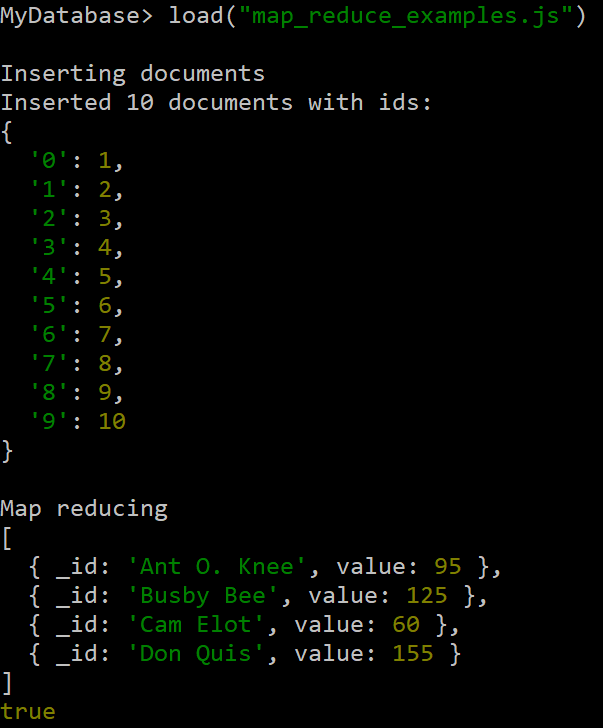 MyDatabase> load("map_reduce_examples.js")
Inserting documents
Inserted 10 documents with ids:
{
  '0': 1,
  '1': 2,
  '2': 3,
  '3': 4,
  '4': 5,
  '5': 6,
  '6': 7,
  '7': 8,
  '8': 9,
  '9': 10
}
Map reducing
[
  { _id: 'Ant O. Knee', value: 95 },
  { _id: 'Busby Bee', value: 125 },
  { _id: 'Cam Elot', value: 60 },
  { _id: 'Don Quis', value: 155 }
]
true